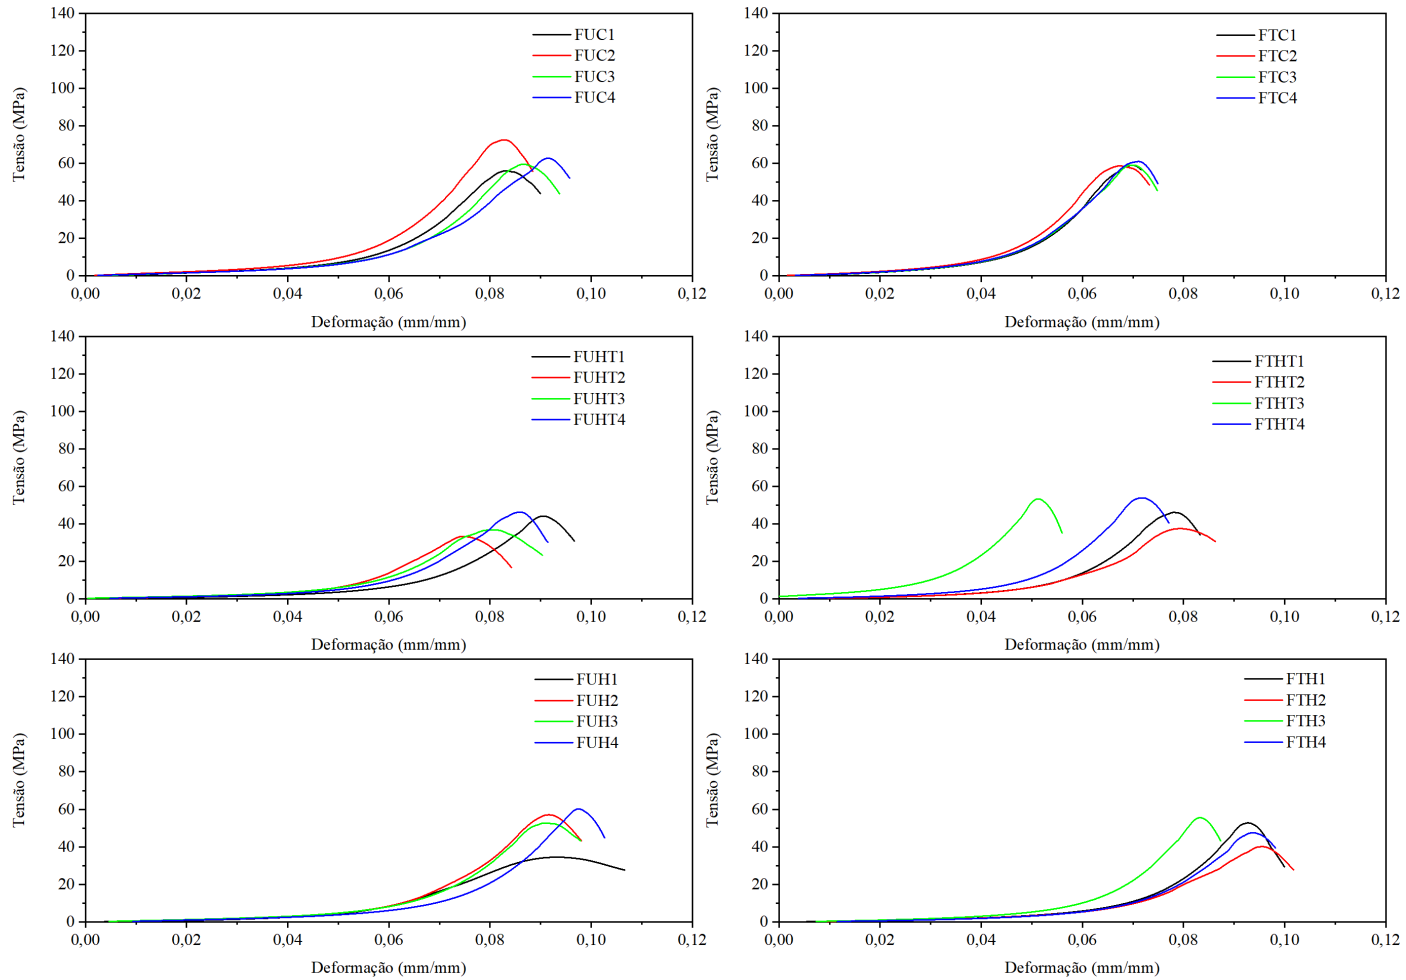 140
120
100
80
60
40
20
0
Tensão (MPa)
FUC1
FUC2
FUC3
FUC4
0,00 0,02 0,04 0,06 0,08 0,10 0,12
Deformação (mm/mm)
140
120
100
80
60
40
20
0
Tensão (MPa)
FTC1
FTC2
FTC3
FTC4
0,00 0,02 0,04 0,06 0,08 0,10 0,12
Deformação (mm/mm)
140
120
100
80
60
40
20
0
Tensão (MPa)
FUHT1
FUHT2
FUHT3
FUHT4
0,00 0,02 0,04 0,06 0,08 0,10 0,12
Deformação (mm/mm)
140
120
100
80
60
40
20
0
Tensão (MPa)
FTHT1
FTHT2
FTHT3
FTHT4
0,00 0,02 0,04 0,06 0,08 0,10 0,12
Deformação (mm/mm)
140
120
100
80
60
40
20
0
Tensão (MPa)
FUH1
FUH2
FUH3
FUH4
0,00 0,02 0,04 0,06 0,08 0,10 0,12
Deformação (mm/mm)
140
120
100
80
60
40
20
0
Tensão (MPa)
FTH1
FTH2
FTH3
FTH4
0,00 0,02 0,04 0,06 0,08 0,10 0,12
Deformação (mm/mm)